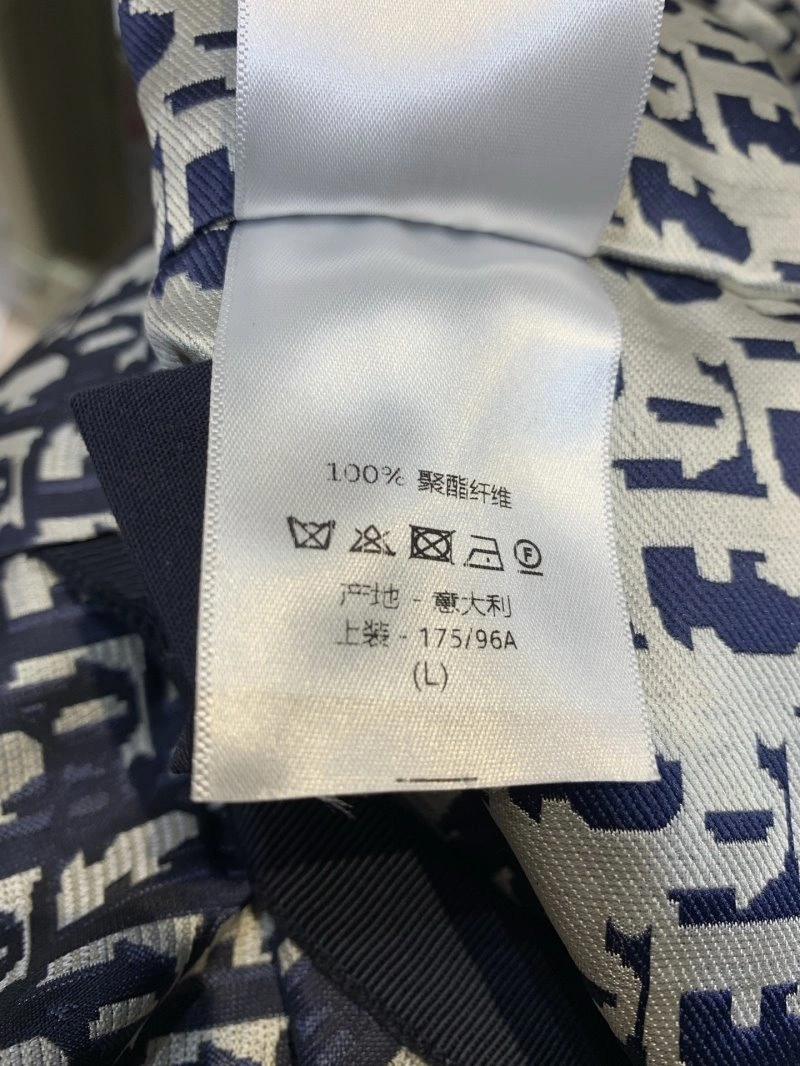 100% 聚酯纤维
F
产地 - 意大利
上装 - 175/96A
(L)